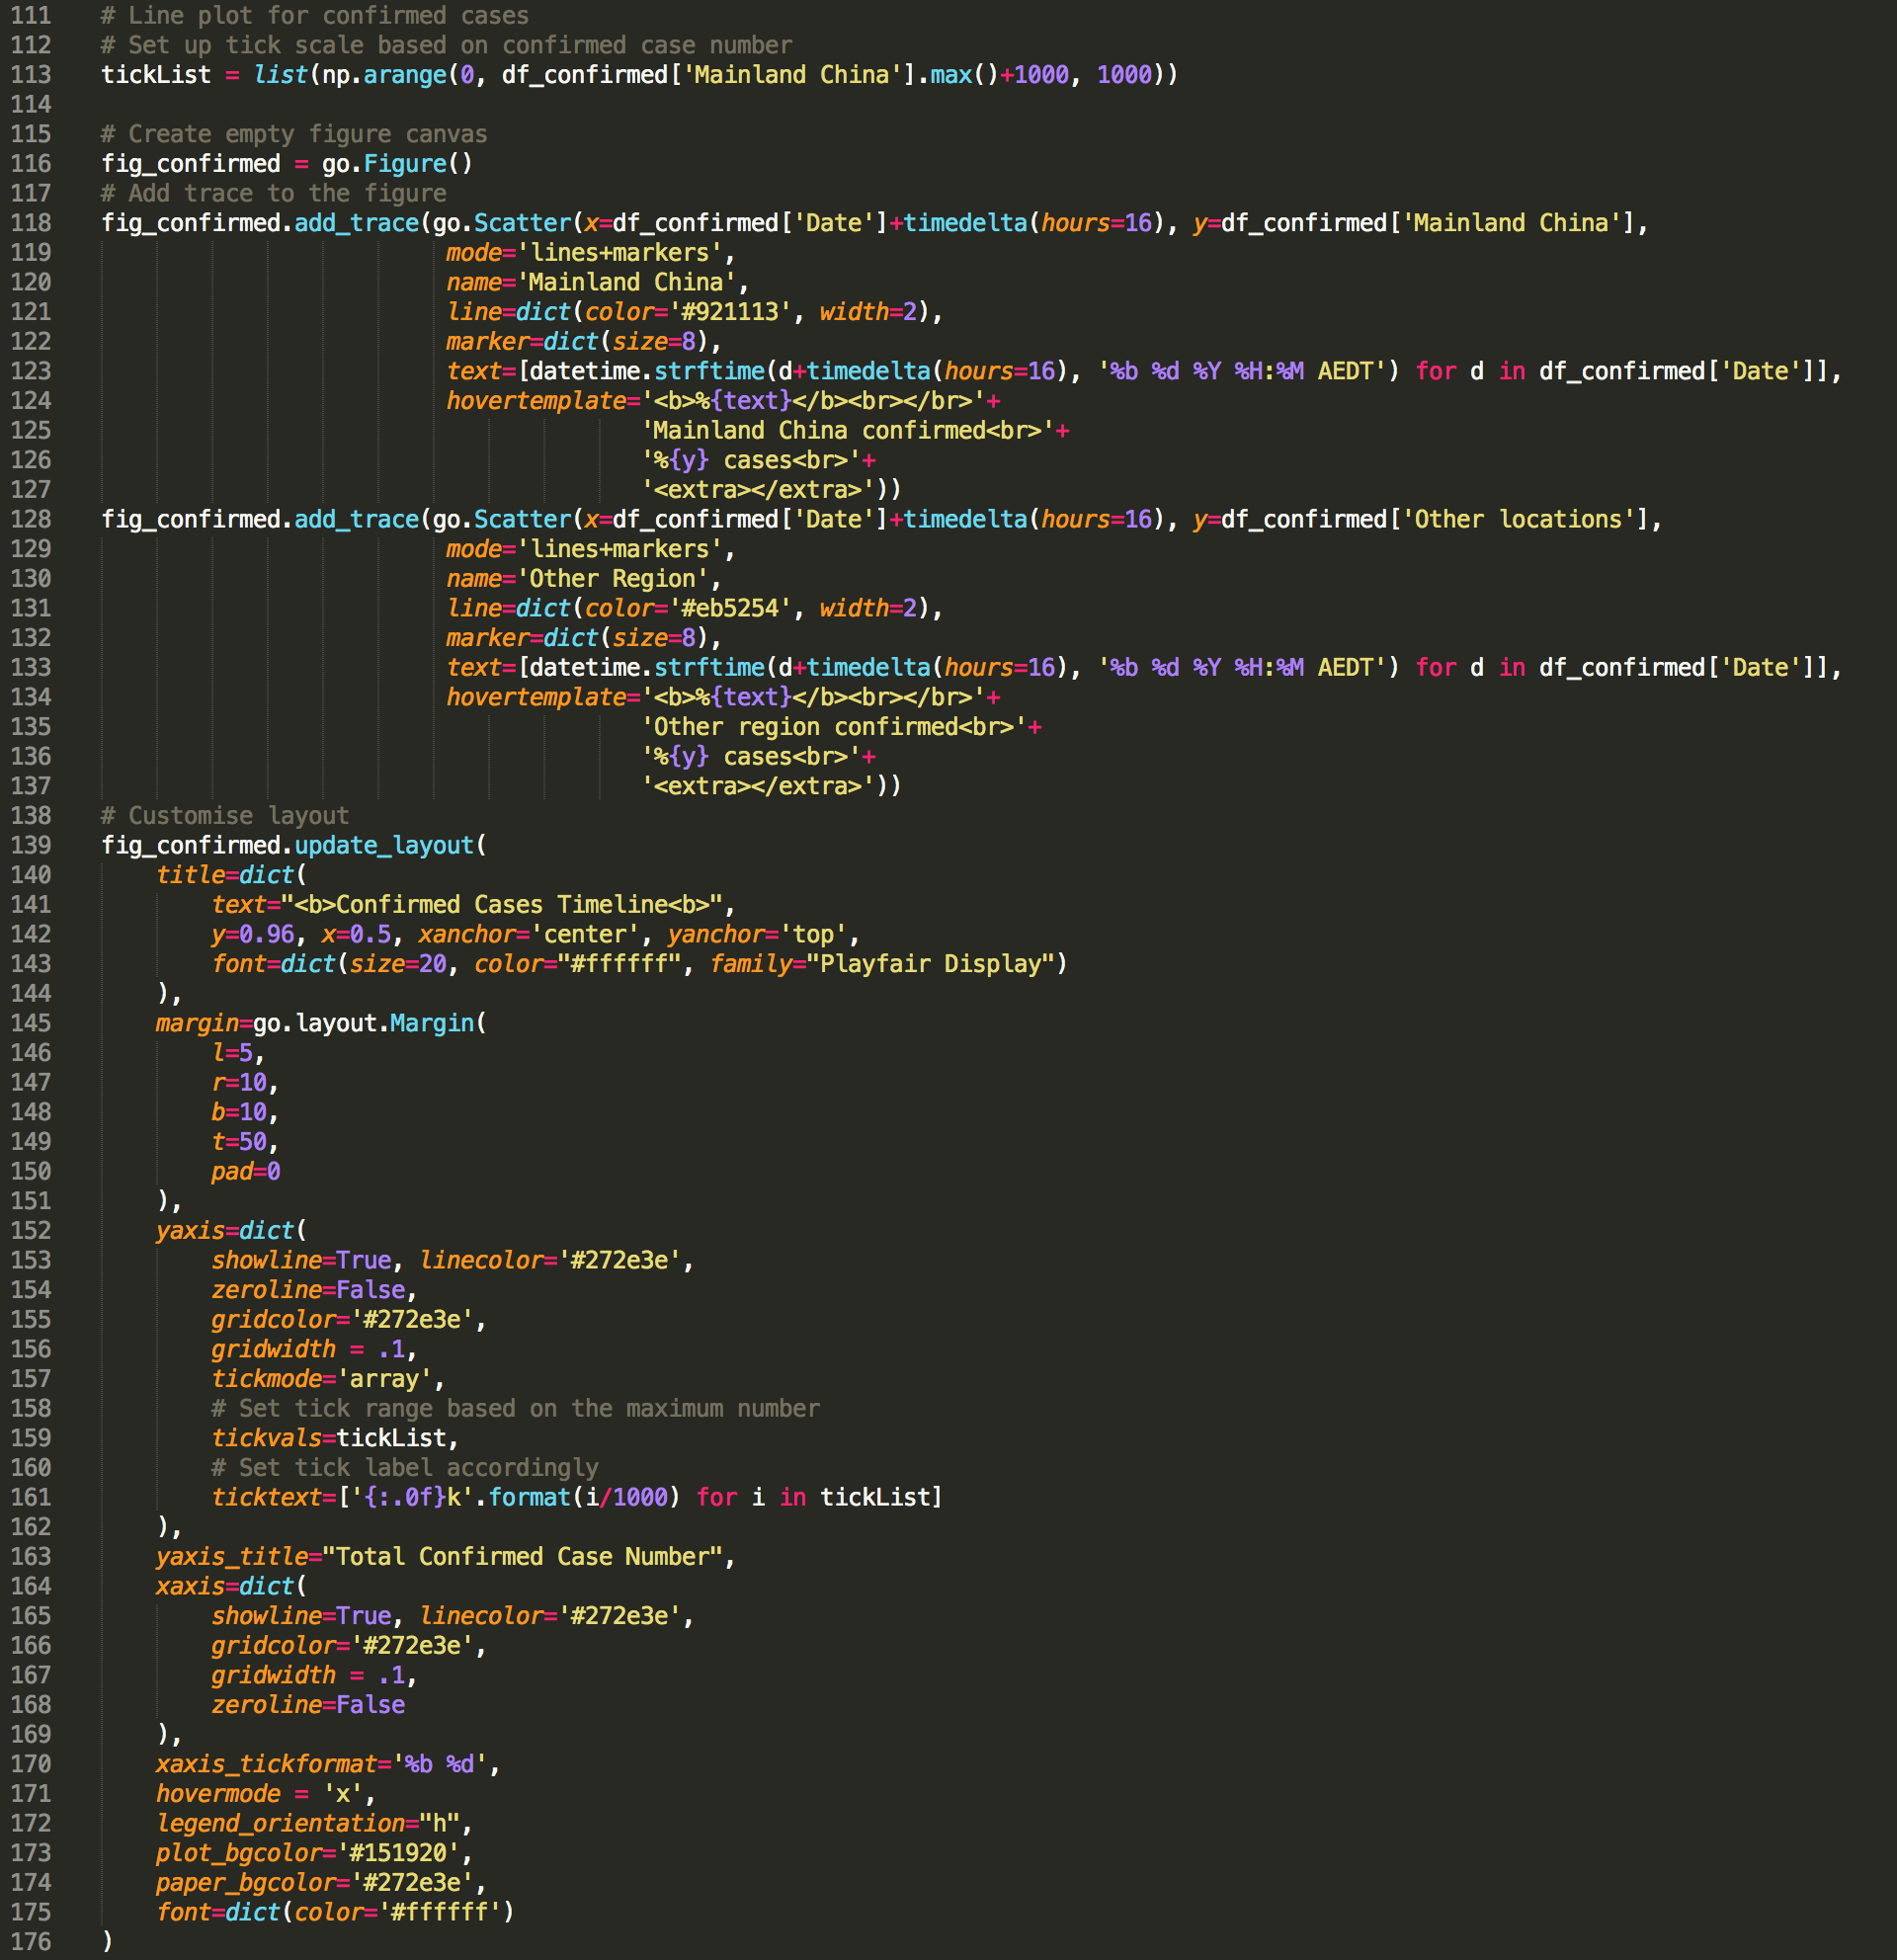 111 # Line plot for confirmed cases
112 # Set up tick scale based on confirmed case number
113 tickList = list(np.arange(0, df_confirmed['Mainland China'].max()+1000, 1000))
114
115 # Create empty figure canvas
116 fig_confirmed = go.Figure()
117 # Add trace to the figure
118 fig_confirmed.add_trace(go.Scatter(x=df_confirmed['Date']+timedelta(hours=16), y=df_confirmed['Mainland China'],
119 mode='lines+markers',
120 name='Mainland China',
121 line=dict(color='#921113', width=2),
122 marker=dict(size=8),
123 text=[datetime.strftime(d+timedelta(hours=16), '%b %d %Y %H:%M AEDT') for d in df_confirmed['Date']],
124 hovertemplate='<b>%{text}</b><br></br>'+
125 'Mainland China confirmed<br>'+
126 '%{y} cases<br>'+
127 '<extra></extra>'))
128 fig_confirmed.add_trace(go.Scatter(x=df_confirmed['Date']+timedelta(hours=16), y=df_confirmed['Other locations'],
129 mode='lines+markers',
130 name='Other Region',
131 line=dict(color='#eb5254', width=2),
132 marker=dict(size=8),
133 text=[datetime.strftime(d+timedelta(hours=16), '%b %d %Y %H:%M AEDT') for d in df_confirmed['Date']],
134 hovertemplate='<b>%{text}</b><br></br>'+
135 'Other region confirmed<br>'+
136 '%{y} cases<br>'+
137 '<extra></extra>'))
138 # Customise layout
139 fig_confirmed.update_layout(
140 title=dict(
141 text="<b>Confirmed Cases Timeline<b>",
142 y=0.96, x=0.5, xanchor='center', yanchor='top',
143 font=dict(size=20, color="#ffffff", family="Playfair Display")
144 ),
145 margin=go.layout.Margin(
146 l=5,
147 r=10,
148 b=10,
149 t=50,
150 pad=0
151 ),
152 yaxis=dict(
153 showline=True, linecolor='#272e3e',
154 zeroline=False,
155 gridcolor='#272e3e',
156 gridwidth = .1,
157 tickmode='array',
158 # Set tick range based on the maximum number
159 tickvals=tickList,
160 # Set tick label accordingly
161 ticktext=['{:.0f}k'.format(i/1000) for i in tickList]
162 ),
163 yaxis_title="Total Confirmed Case Number",
164 xaxis=dict(
165 showline=True, linecolor='#272e3e',
166 gridcolor='#272e3e',
167 gridwidth = .1,
168 zeroline=False
169 ),
170 xaxis_tickformat='%b %d',
171 hovermode = 'x',
172 legend_orientation="h",
173 plot_bgcolor='#151920',
174 paper_bgcolor='#272e3e',
175 font=dict(color='#ffffff')
176 )